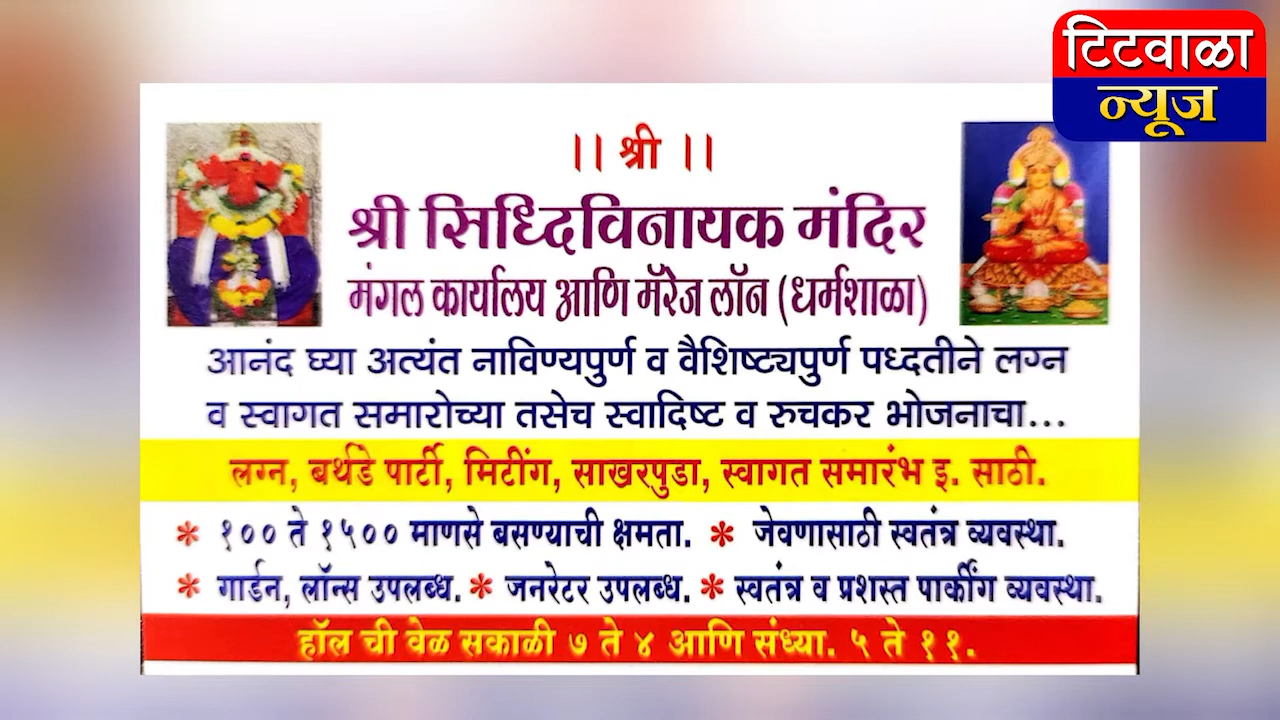 टिटवाळा
न्यूज
।। श्री ।।
श्री सिध्दिविनायक मंदिर
मंगल कार्यालय आणि मॅरेज लॉन (धर्मशाळा)
आनंद घ्या अत्यंत नाविण्यपुर्ण व वैशिष्ट्यपुर्ण पध्दतीने लग्न
व स्वागत समारोच्या तसेच स्वादिष्ट व रुचकर भोजनाचा...
लग्न, बर्थडे पार्टी, मिटींग, साखरपुडा, स्वागत समारंभ इ. साठी.
* १०० ते १५०० माणसे बसण्याची क्षमता. * जेवणासाठी स्वतंत्र व्यवस्था.
* गार्डन, लॉन्स उपलब्ध. * जनरेटर उपलब्ध. * स्वतंत्र व प्रशस्त पार्कींग व्यवस्था.
हॉल ची वेळ सकाळी ७ ते ४ आणि संध्या. ५ ते ११.